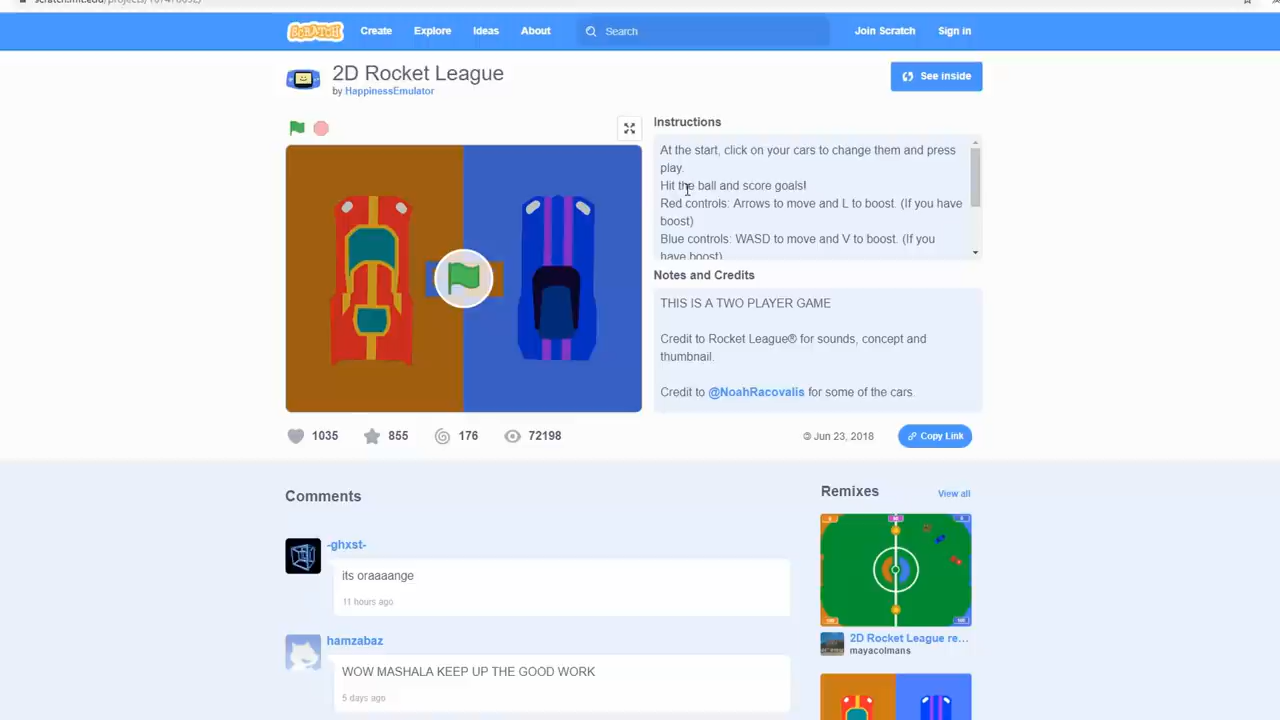 SCRATCH
Create
Explore
Ideas
About
Search
Join Scratch
Sign in
2D Rocket League
by HappinessEmulator
See inside
Instructions
At the start, click on your cars to change them and press
play.
Hit the ball and score goals!
Red controls: Arrows to move and L to boost. (If you have
boost)
Blue controls: WASD to move and V to boost. (If you
have boost)
Notes and Credits
THIS IS A TWO PLAYER GAME
Credit to Rocket League® for sounds, concept and
thumbnail.
Credit to @NoahRacovalis for some of the cars.
1035
855
176
72198
Jun 23, 2018
Copy Link
Comments
-ghxst-
its oraaaange
11 hours ago
hamzabaz
WOW MASHALA KEEP UP THE GOOD WORK
5 days ago
Remixes
View all
2D Rocket League re...
mayacolmans